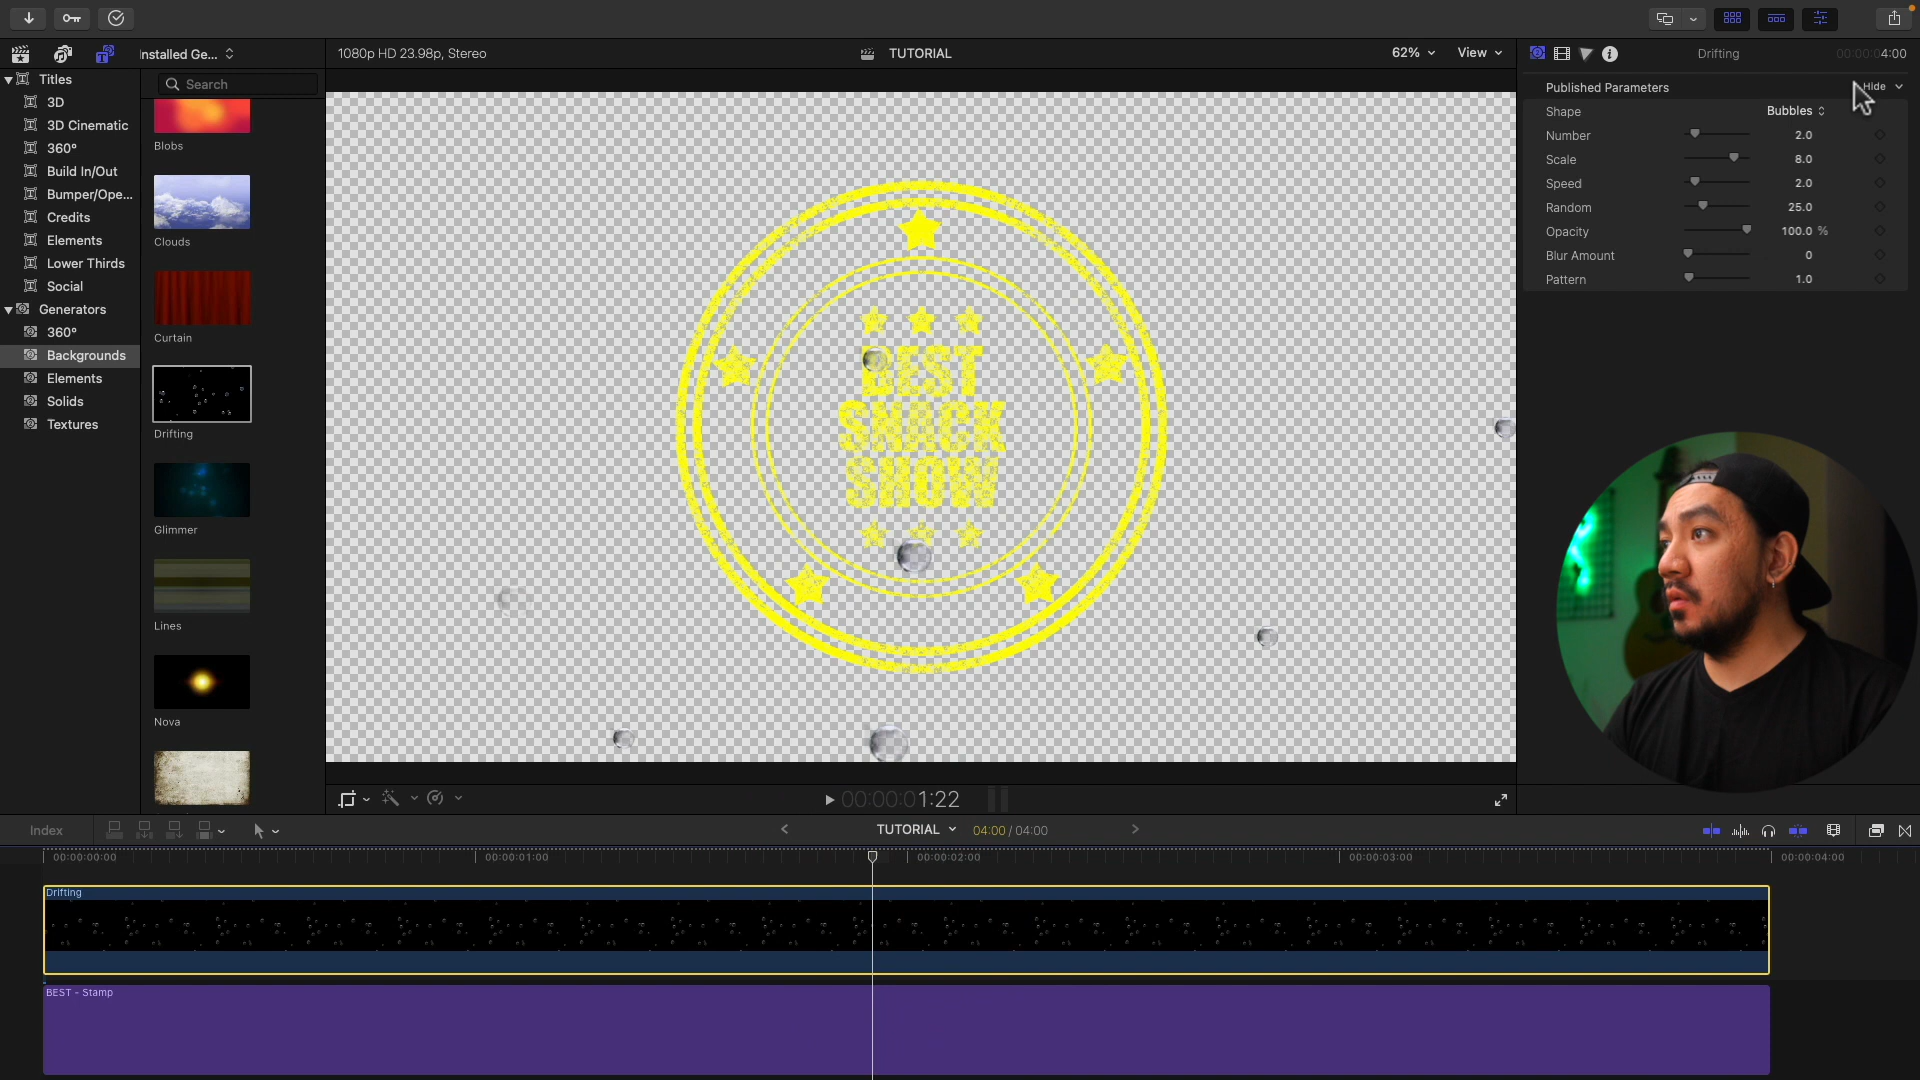 Installed Ge...
1080p HD 23.98p, Stereo
TUTORIAL
62%
View
Drifting
00:00:04:00
Titles
3D
3D Cinematic
360°
Build In/Out
Bumper/Ope...
Credits
Elements
Lower Thirds
Social
Generators
360°
Backgrounds
Elements
Solids
Textures
Search
Blobs
Clouds
Curtain
Drifting
Glimmer
Lines
Nova
BEST
SNACK
SHOW
Published Parameters
Hide
Shape
Bubbles
Number
2.0
Scale
8.0
Speed
2.0
Random
25.0
Opacity
100.0 %
Blur Amount
0
Pattern
1.0
00:00:01:22
Index
TUTORIAL
04:00 / 04:00
00:00:00:00
00:00:01:00
00:00:02:00
00:00:03:00
00:00:04:00
Drifting
BEST - Stamp